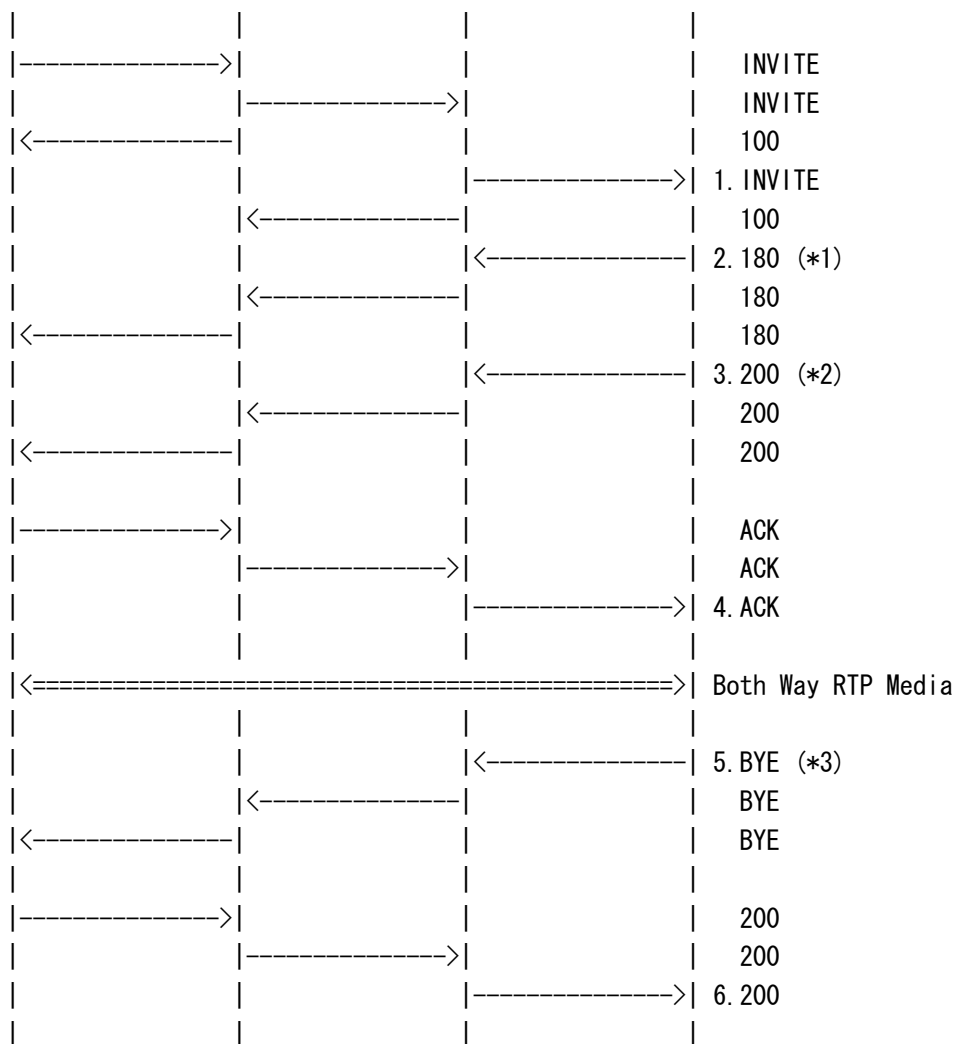 INVITE
INVITE
100
1. INVITE
100
2. 180 (*1)
180
180
3. 200 (*2)
200
200
ACK
ACK
4. ACK
Both Way RTP Media
5. BYE (*3)
BYE
BYE
200
200
6. 200